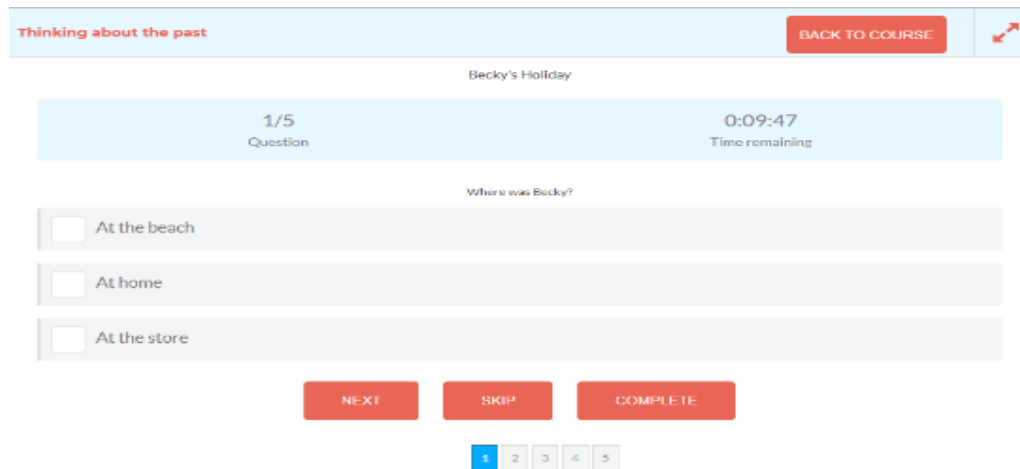 Thinking about the past
BACK TO COURSE
Becky's Holiday
1/5
Question
0:09:47
Time remaining
Where was Becky?
At the beach
At home
At the store
NEXT SKIP COMPLETE
1 2 3 4 5